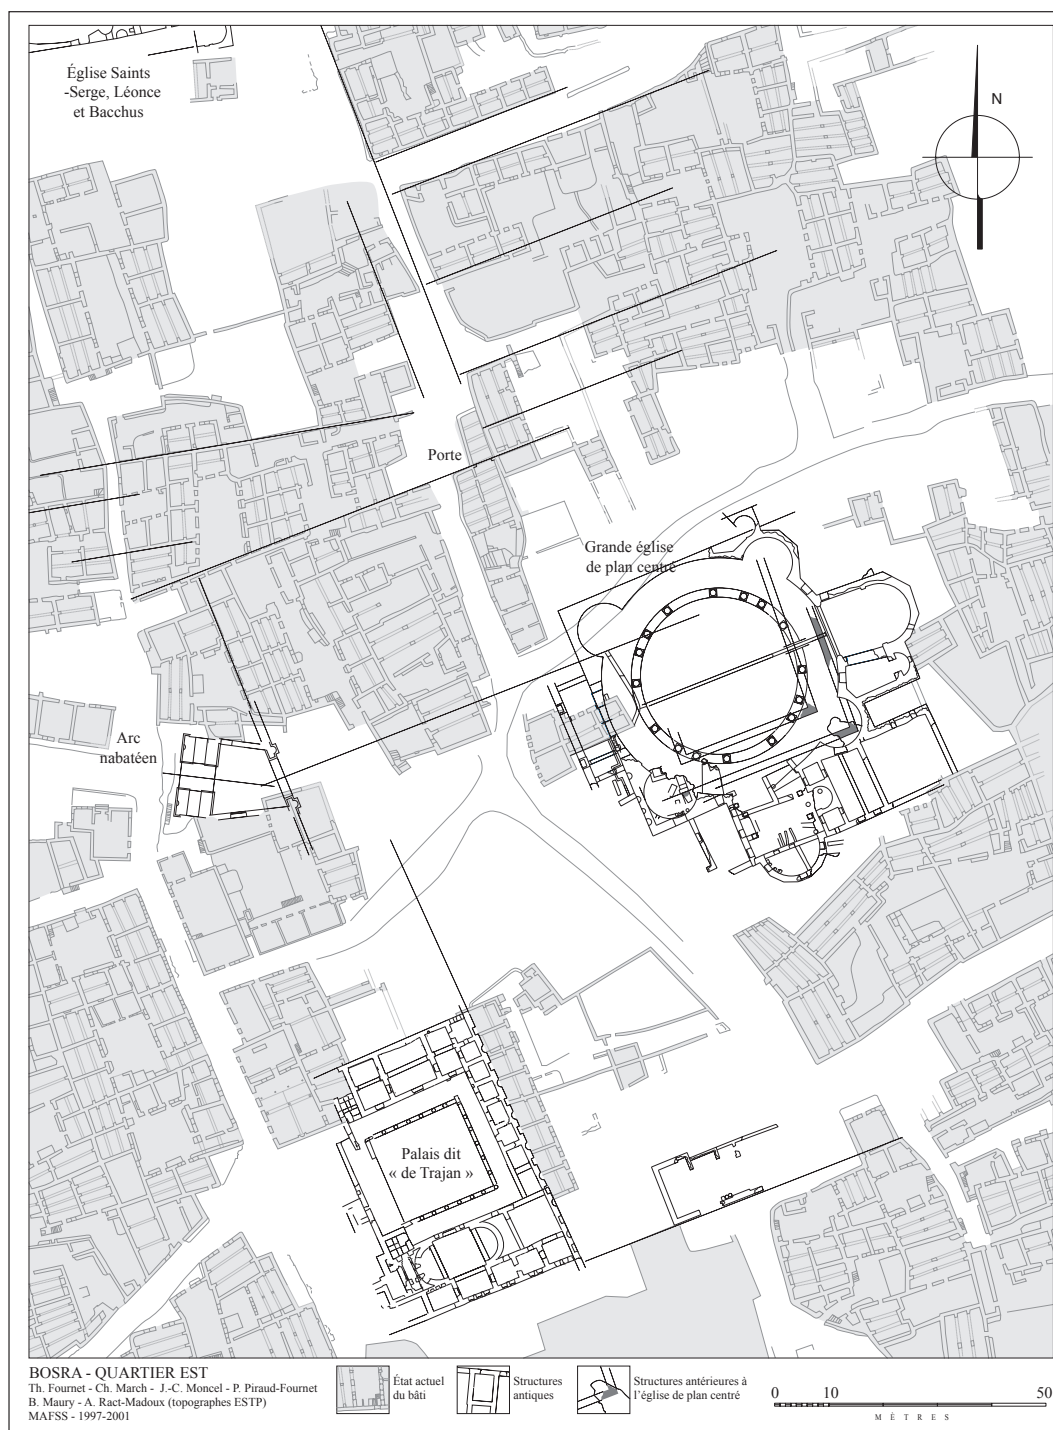 Église Saints
-Serge, Léonce
et Bacchus
N
Porte
Grande église
de plan centré
Arc
nabatéen
Palais dit
« de Trajan »
BOSRA - QUARTIER EST
Th. Fournet - Ch. March - J.-C. Moncel - P. Piraud-Fournet
B. Maury - A. Ract-Madoux (topographes ESTP)
MAFSS - 1997-2001
État actuel
du bâti
Structures
antiques
Structures antérieures à
l’église de plan centré
0 10 50
MÈTRES